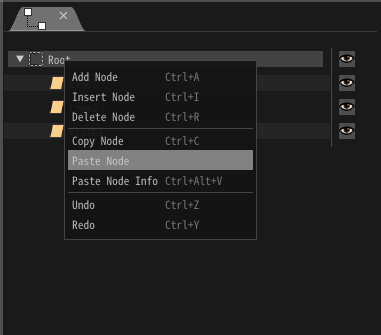 Root
Add Node Ctrl+A
Insert Node Ctrl+I
Delete Node Ctrl+R
Copy Node Ctrl+C
Paste Node
Paste Node Info Ctrl+Alt+V
Undo Ctrl+Z
Redo Ctrl+Y